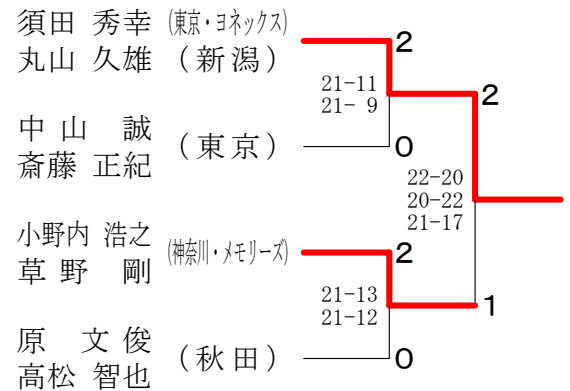 須田 秀幸 (東京・ヨネックス)
丸山 久雄 (新潟)
2
21-11
21- 9
2
中山 誠
斎藤 正紀
(東京)
0
22-20
20-22
21-17
小野内 浩之
草野 剛
(神奈川・メモリーズ)
2
21-13
21-12
1
原 文俊
高松 智也
(秋田)
0